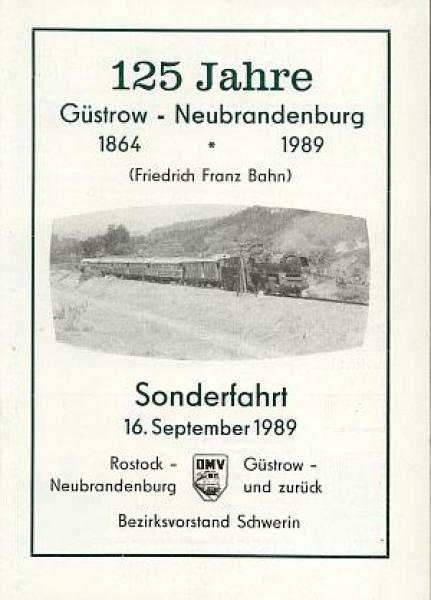 125 Jahre
Güstrow - Neubrandenburg
1864 * 1989
(Friedrich Franz Bahn)
Sonderfahrt
16. September 1989
Rostock - DMV Güstrow -
Neubrandenburg und zurück
Bezirksvorstand Schwerin